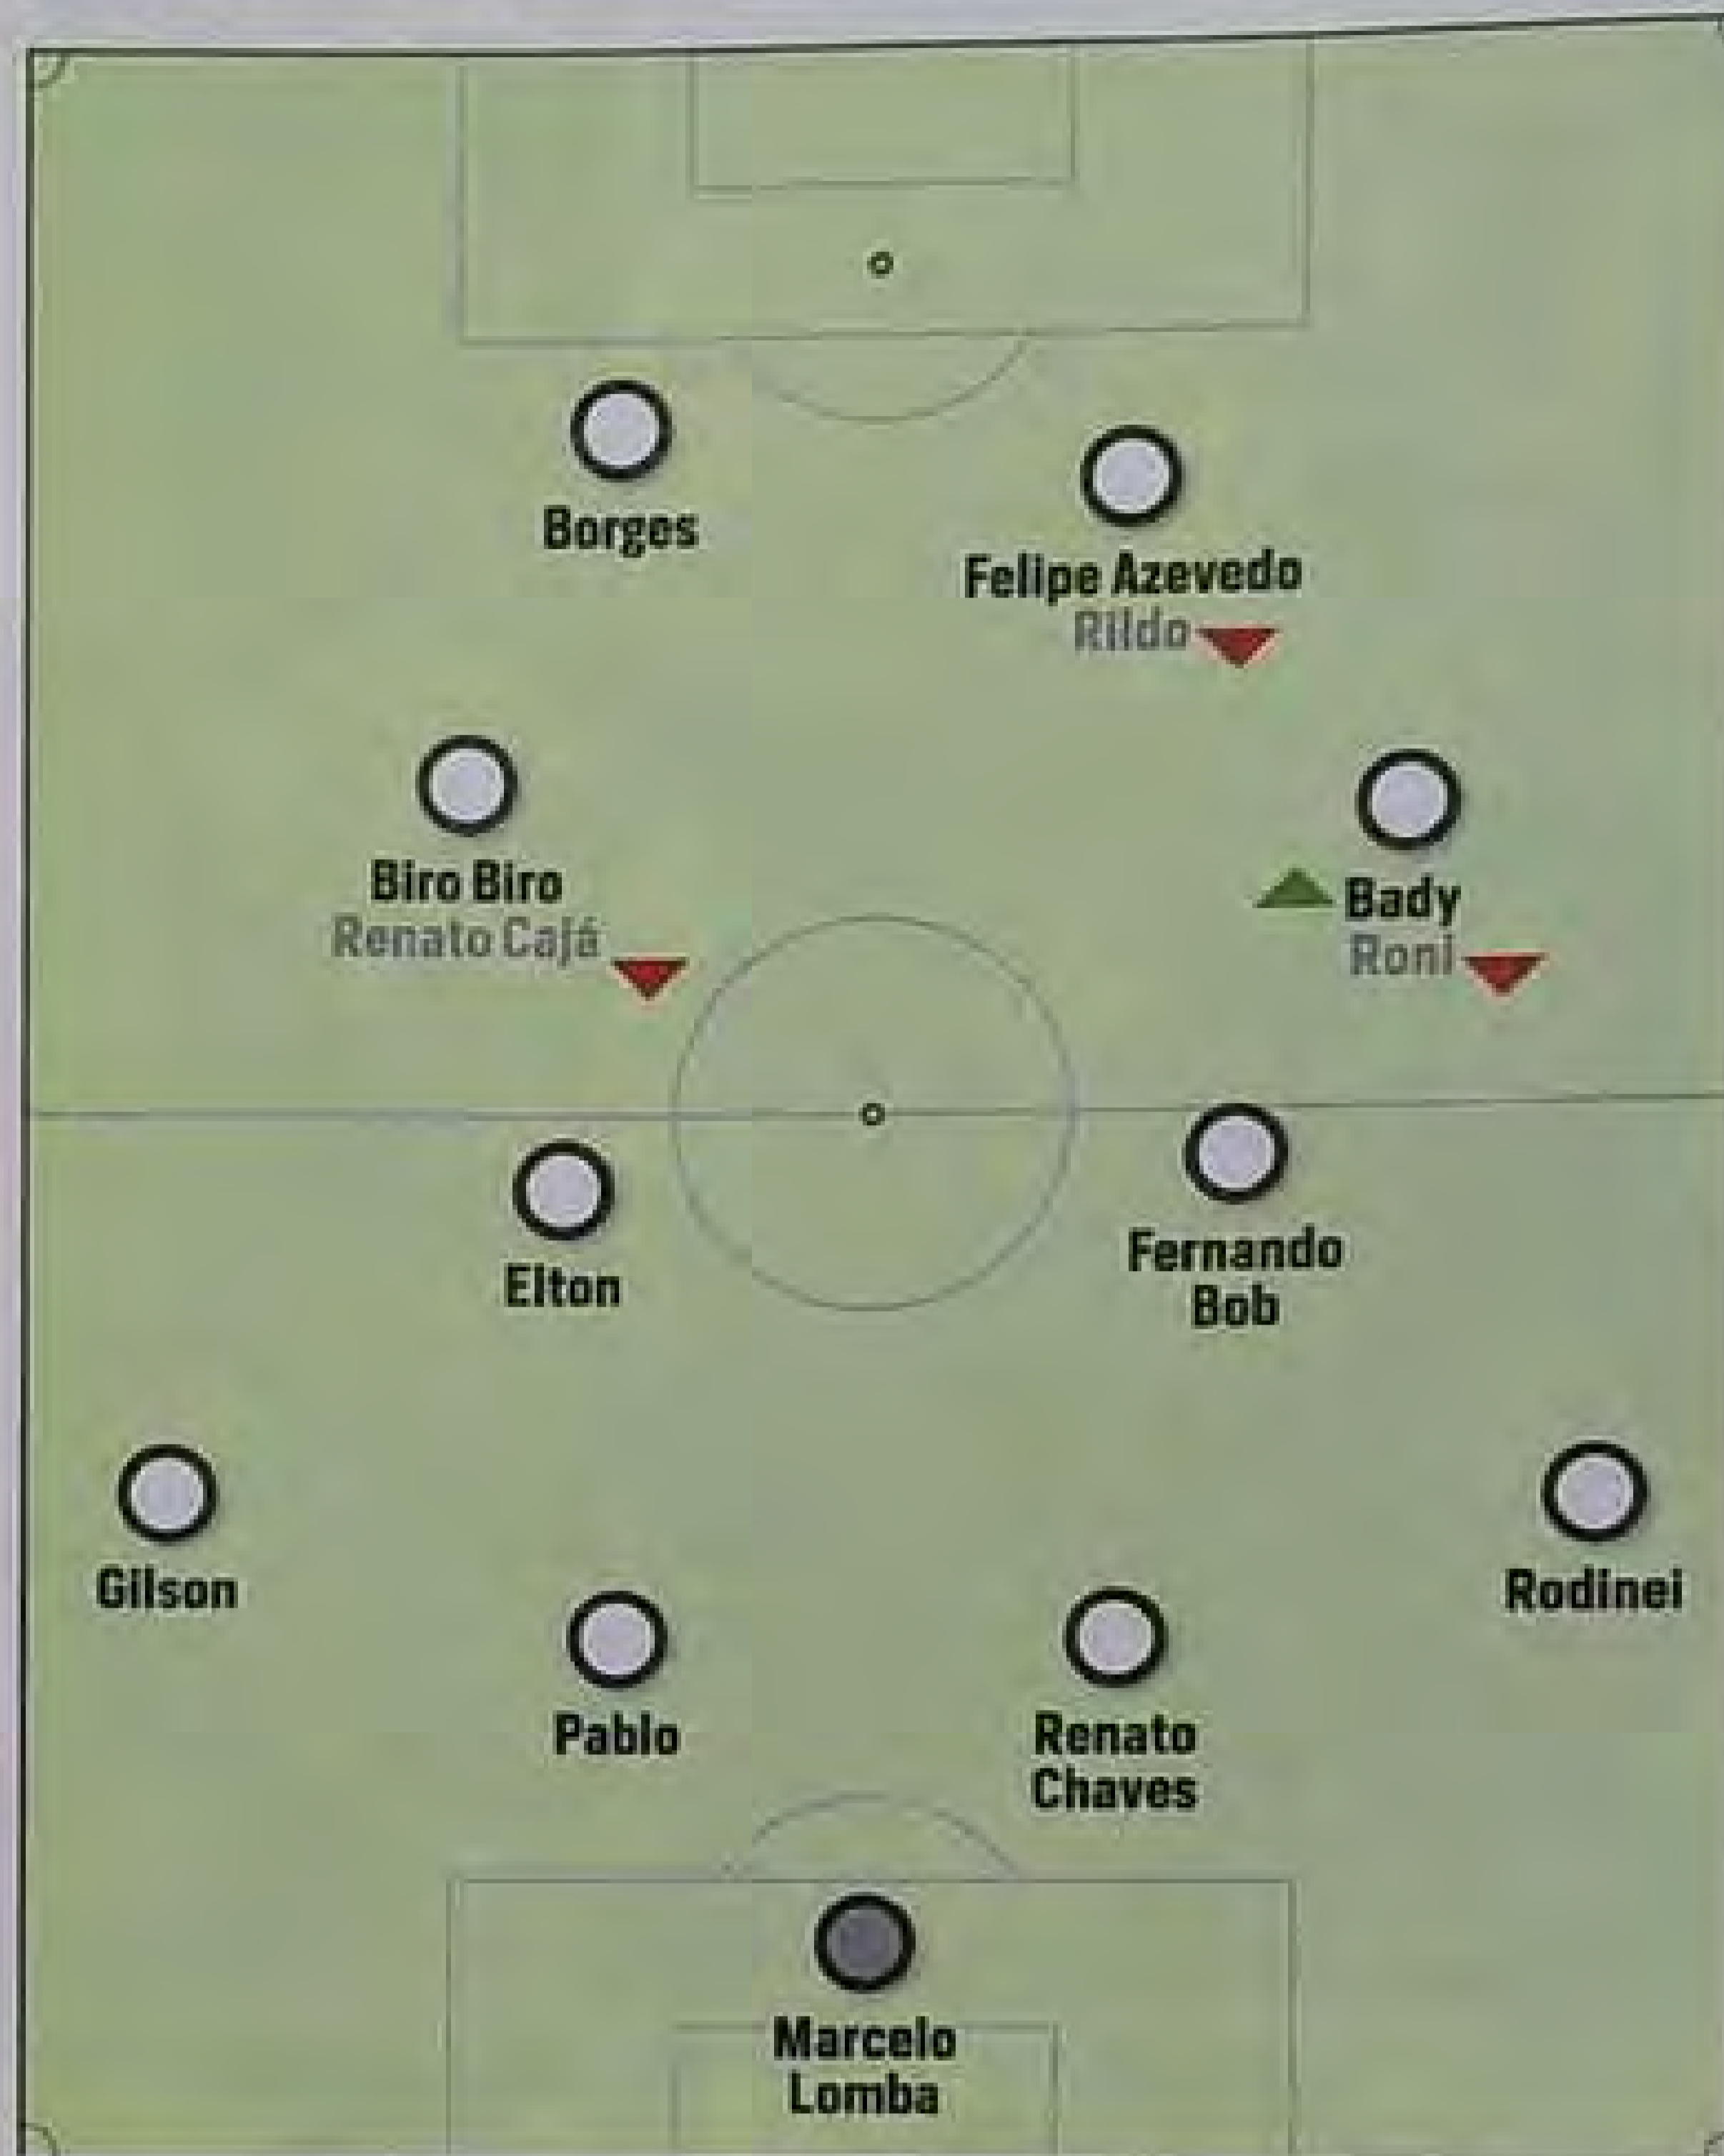 Borges
Felipe Azevedo
Rildo
Biro Biro
Renato Cajá
Bady
Roni
Elton
Fernando
Bob
Gilson
Rodinei
Pablo
Renato
Chaves
Marcelo
Lomba